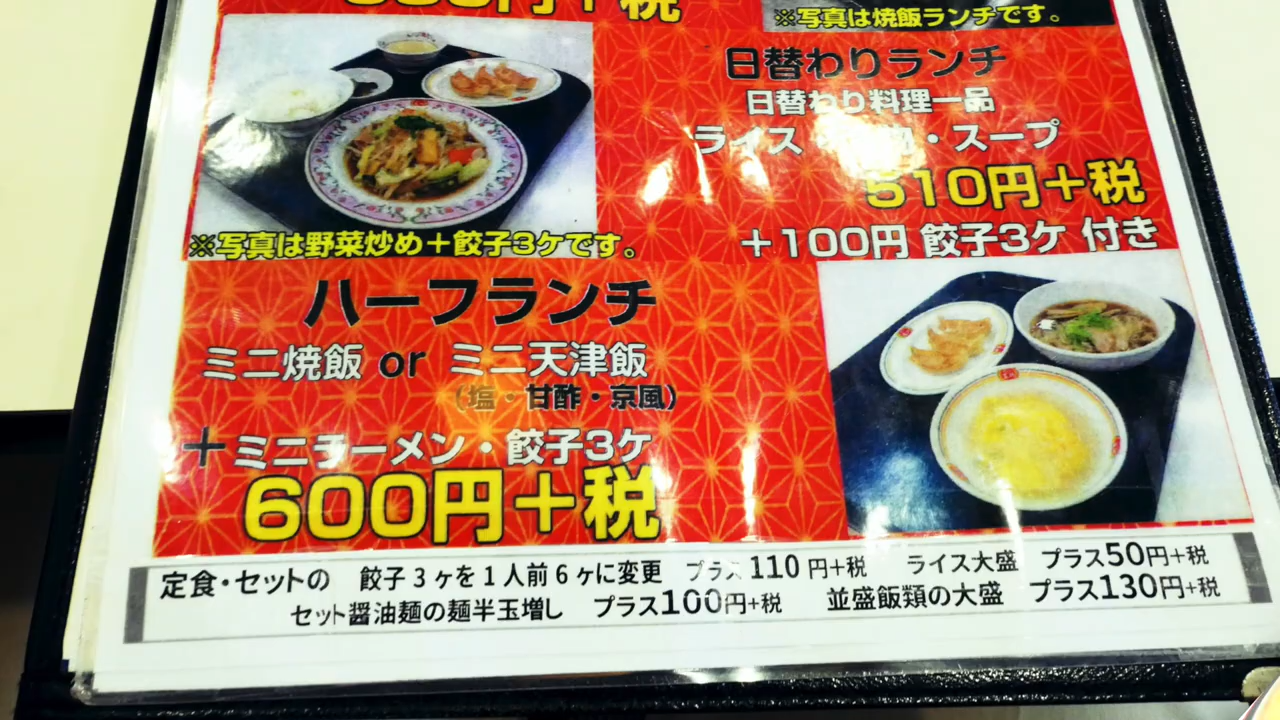 円+税
※写真は焼飯ランチです。
日替わりランチ
日替わり料理一品
ライス ・スープ
510円+税
+100円 餃子3ケ 付き
※写真は野菜炒め+餃子3ケです。
ハーフランチ
ミニ焼飯 or ミニ天津飯
(塩・甘酢・京風)
+ミニラーメン・餃子3ケ
600円+税
定食・セットの 餃子3ヶを1人前6ヶに変更 プラス110円+税 ライス大盛 プラス50円+税
セット醤油麺の麺半玉増し プラス100円+税 並盛飯類の大盛 プラス130円+税